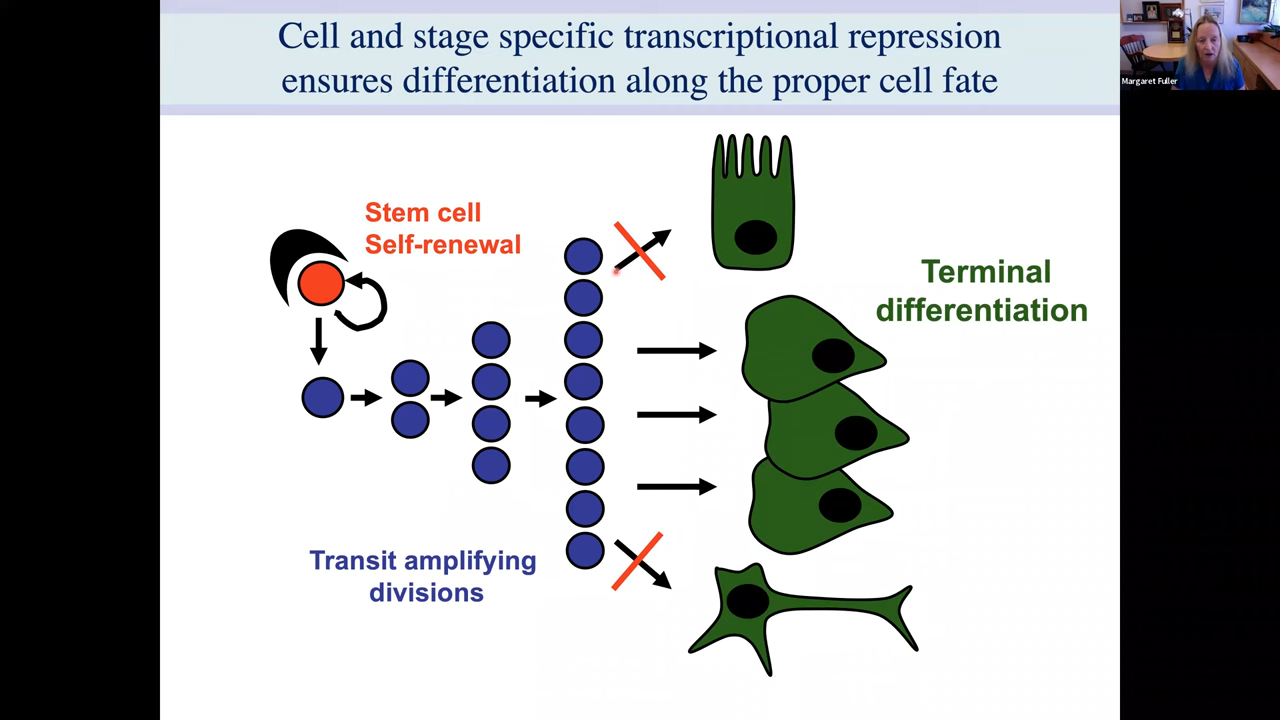 Cell and stage specific transcriptional repression
ensures differentiation along the proper cell fate
Margaret Fuller
Stem cell
Self-renewal
Terminal
differentiation
Transit amplifying
divisions